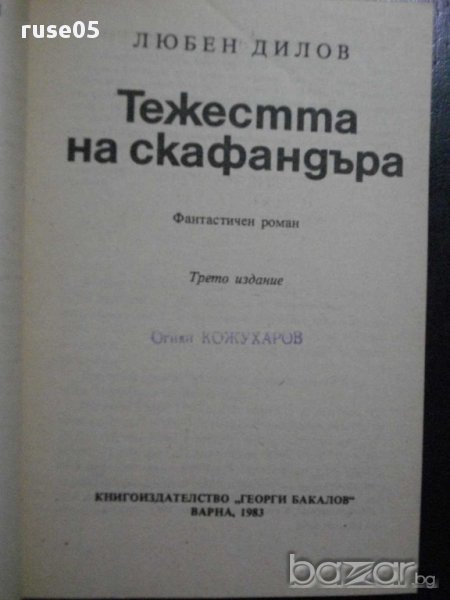 ruse05
ЛЮБЕН ДИЛОВ
Тежестта
на скафандъра
Фантастичен роман
Трето издание
Огнян КОЖУХАРОВ
КНИГОИЗДАТЕЛСТВО „ГЕОРГИ БАКАЛОВ“
ВАРНА, 1983
bazar.bg